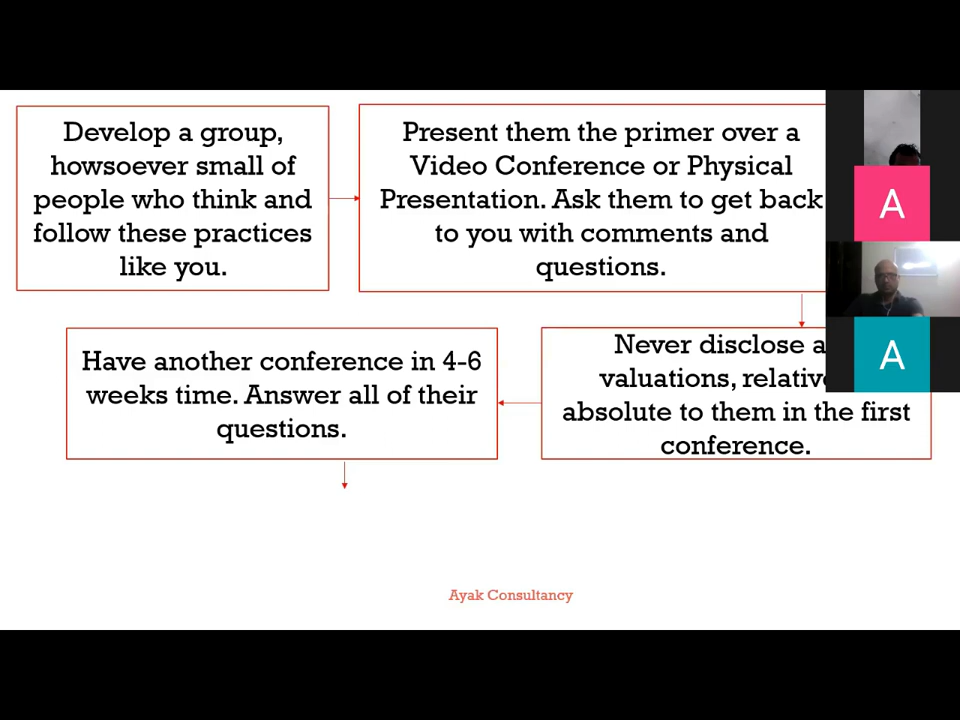 Develop a group,
howsoever small of
people who think and
follow these practices
like you.
Present them the primer over a
Video Conference or Physical
Presentation. Ask them to get back
to you with comments and
questions.
Never disclose
valuations,
absolute to them in the first
conference.
Have another conference in 4-6
weeks time. Answer all of their
questions.
Ayak Consultancy
A
A